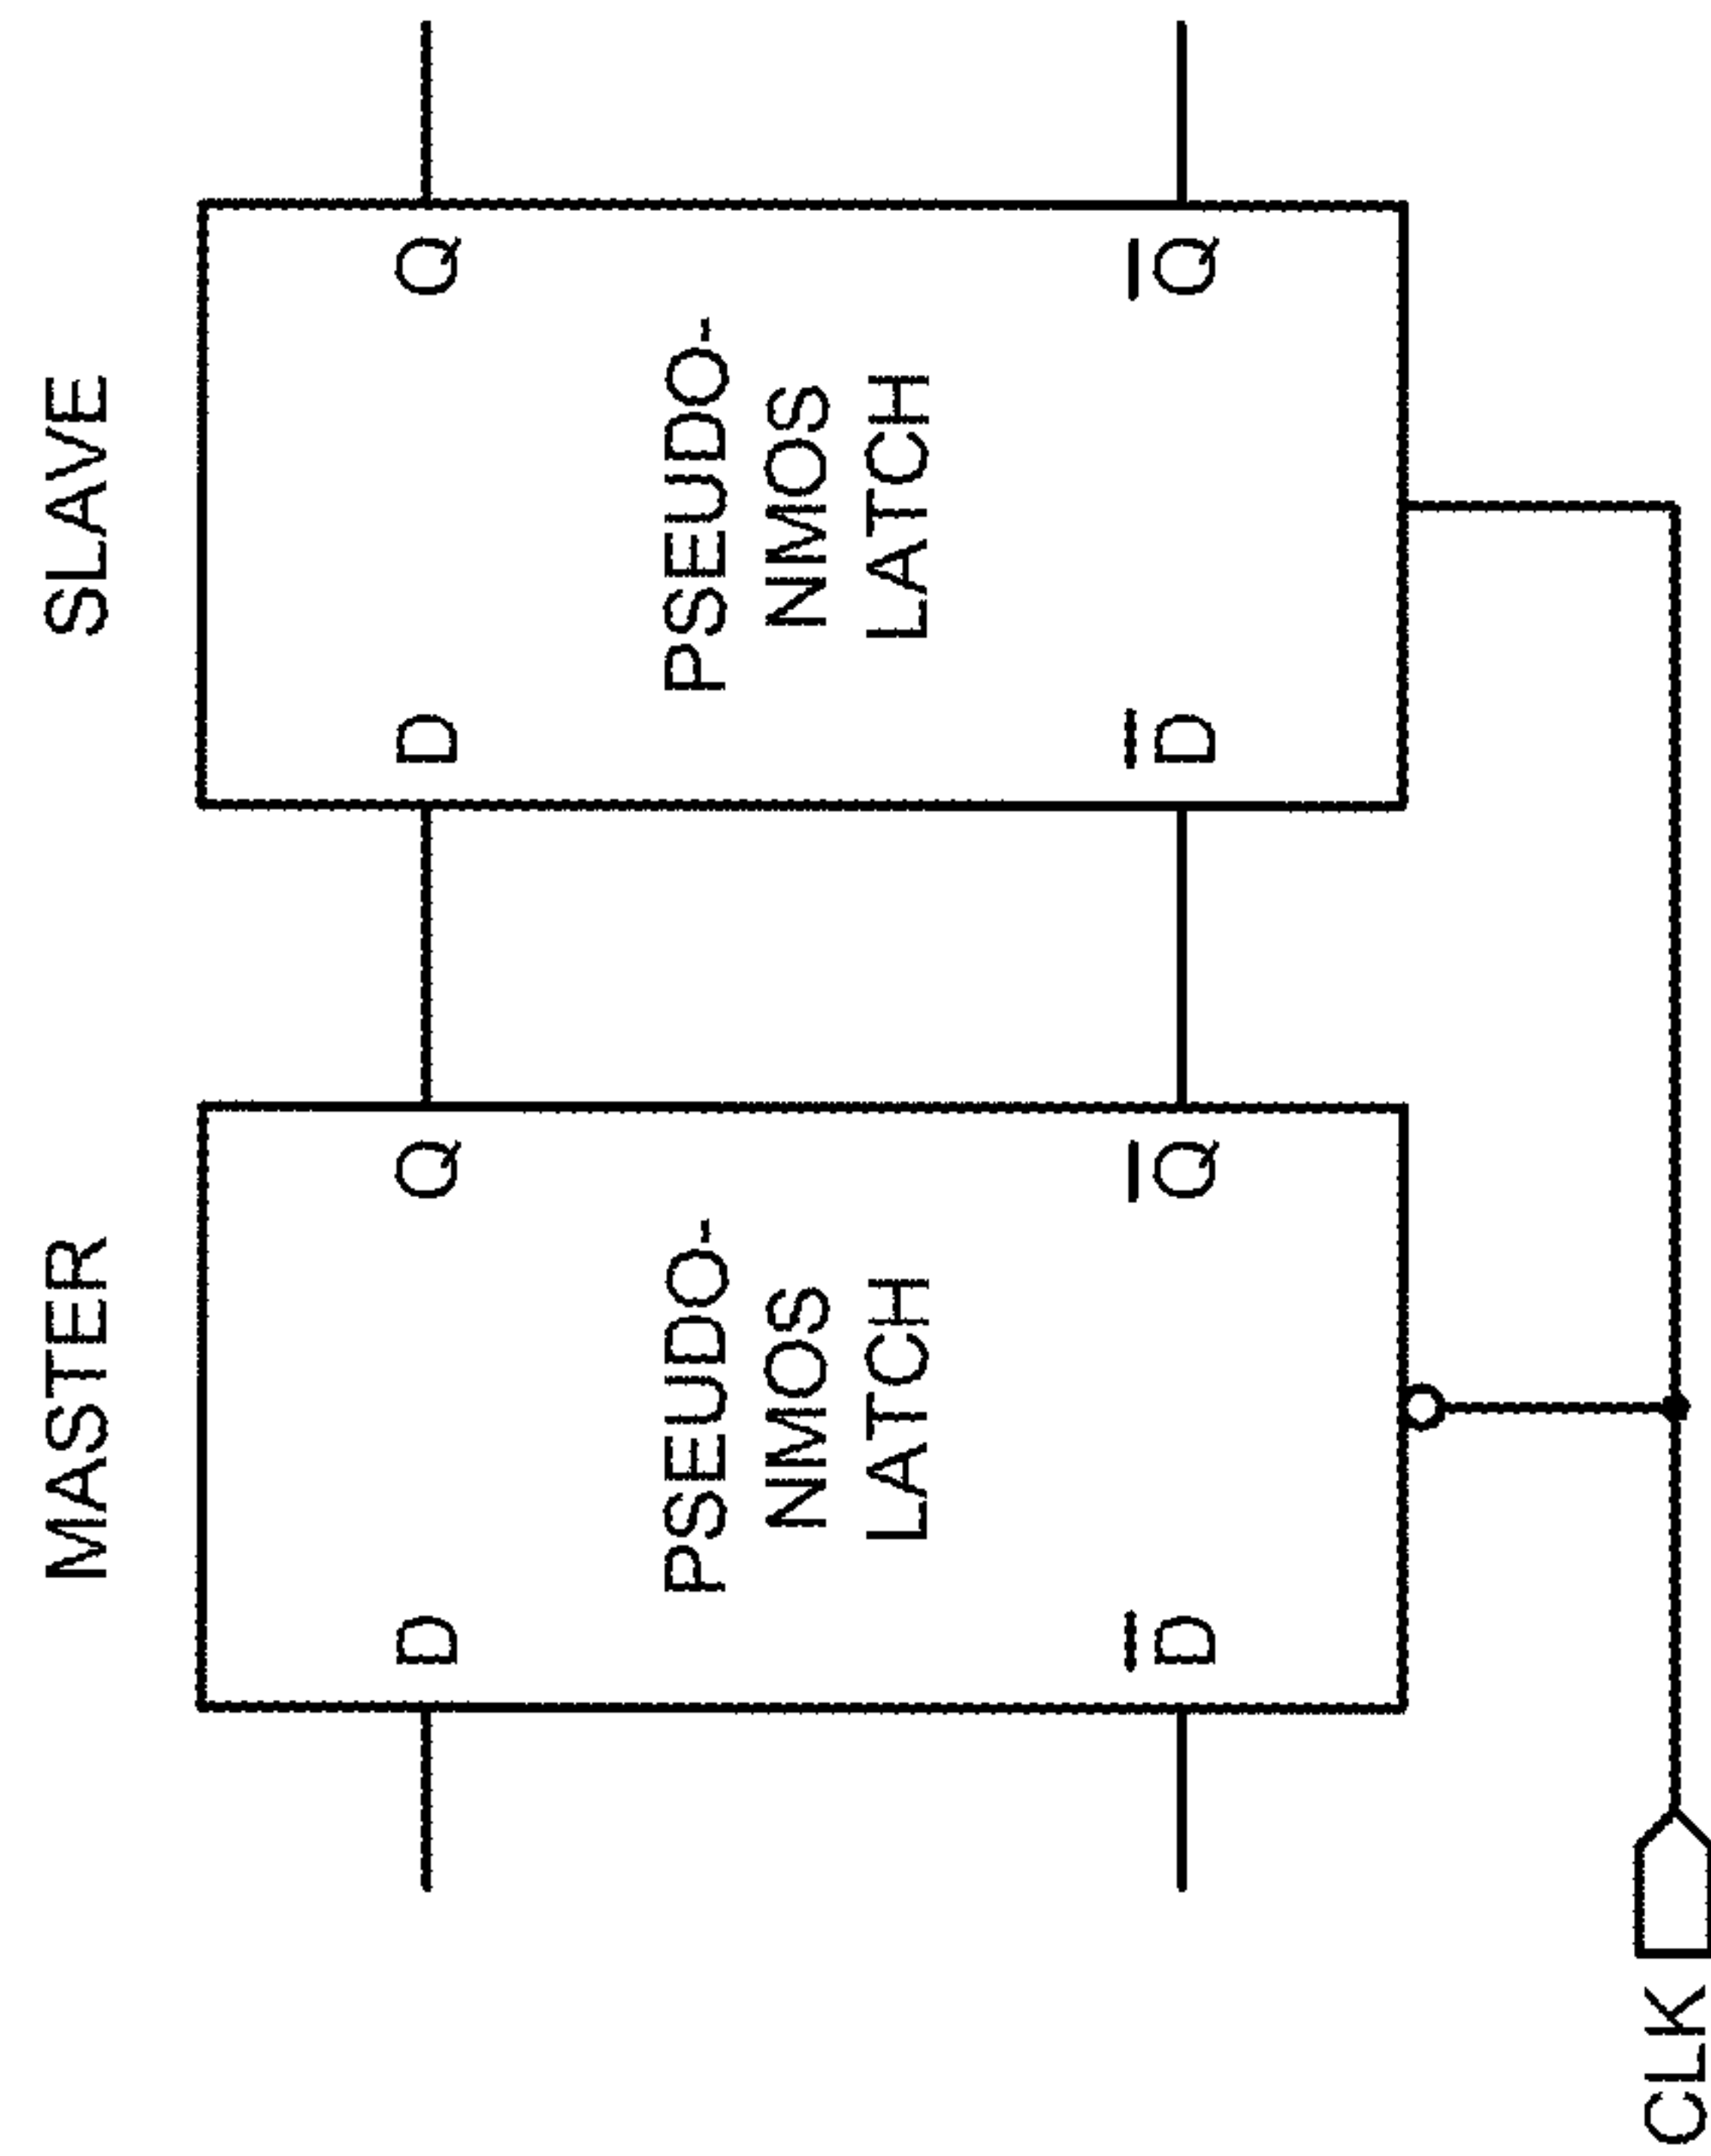 MASTER
SLAVE
D
Q
D
Q
PSEUDO-
NMOS
LATCH
PSEUDO-
NMOS
LATCH
D̅
Q̅
D̅
Q̅
CLK